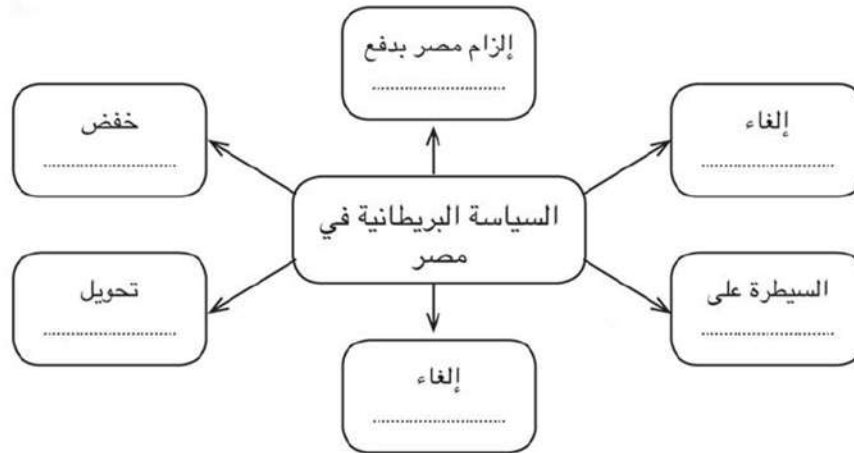 إلزام مصر بدفع
إلغاء
خفض
السياسة البريطانية في
مصر
السيطرة على
تحويل
إلغاء